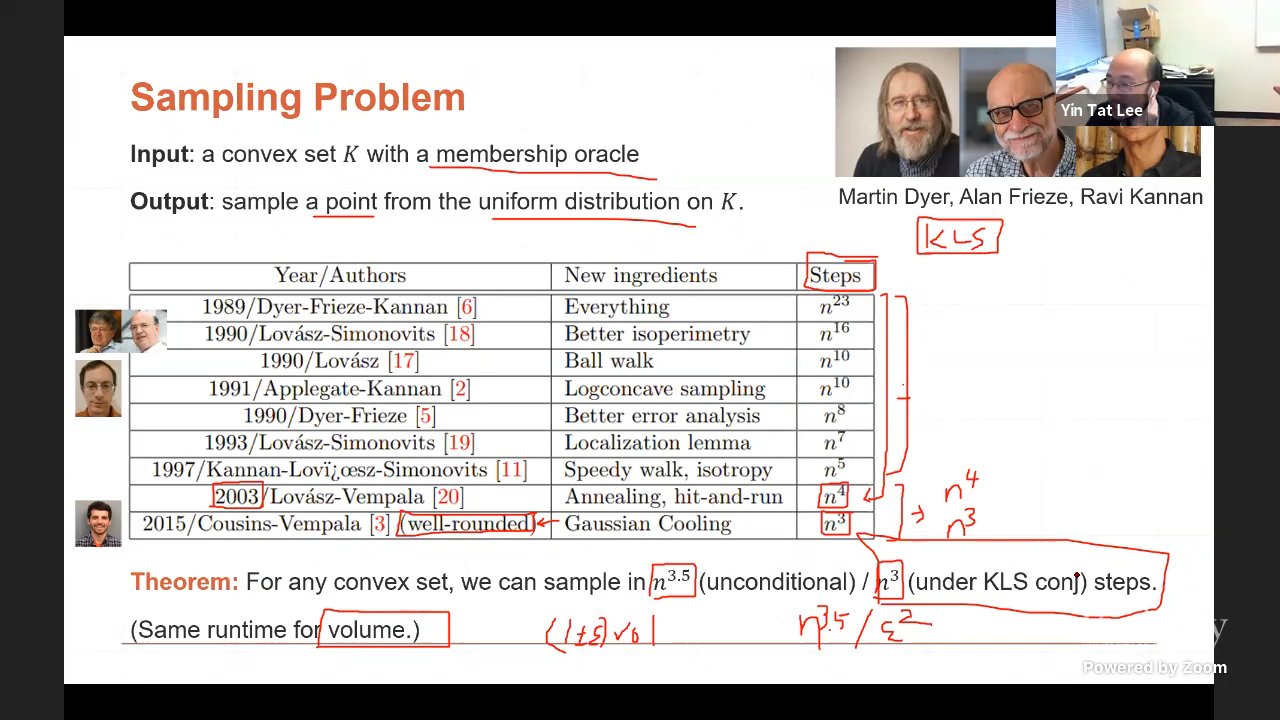 Sampling Problem
Input: a convex set K with a membership oracle
Output: sample a point from the uniform distribution on K.
Yin Tat Lee
Martin Dyer, Alan Frieze, Ravi Kannan
KLS
Year/Authors New ingredients Steps
1989/Dyer-Frieze-Kannan [6] Everything n^23
1990/Lovász-Simonovits [18] Better isoperimetry n^16
1990/Lovász [17] Ball walk n^10
1991/Applegate-Kannan [2] Logconcave sampling n^10
1990/Dyer-Frieze [5] Better error analysis n^8
1993/Lovász-Simonovits [19] Localization lemma n^7
1997/Kannan-Lovï¿œsz-Simonovits [11] Speedy walk, isotropy n^5
2003/Lovász-Vempala [20] Annealing, hit-and-run n^4
2015/Cousins-Vempala [3] (well-rounded) Gaussian Cooling n^3
n^4
n^3
Theorem: For any convex set, we can sample in n^3.5 (unconditional) / n^3 (under KLS conj) steps.
(Same runtime for volume.)
(1±ε) vol
n^3.5 / ε^2
Powered by Zoom